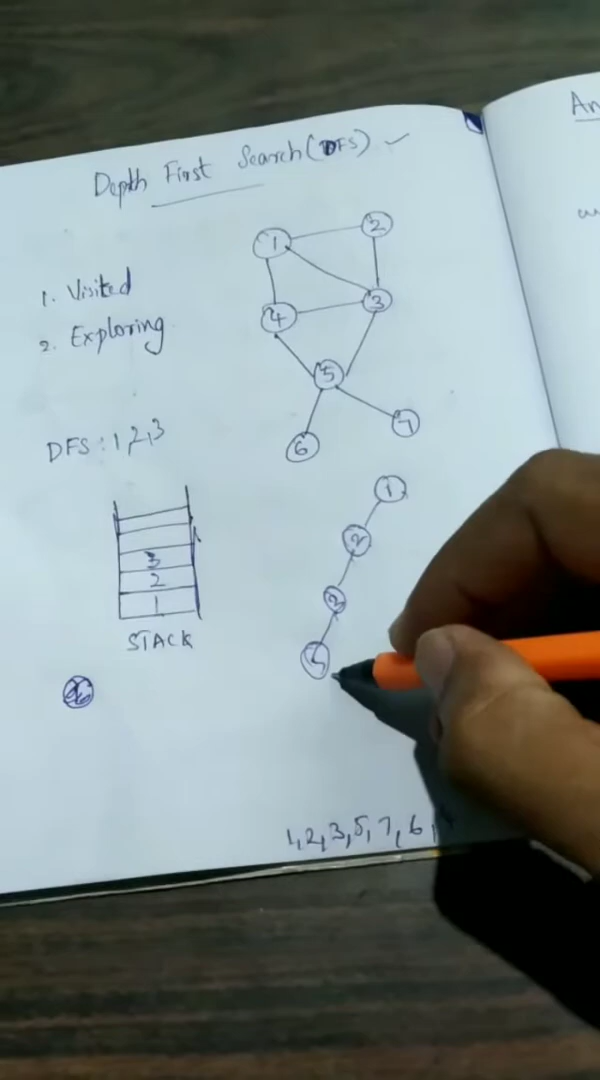 Depth First Search (DFS) ✓
An
1. Visited
2. Exploring
1
2
4
3
5
6
7
DFS : 1,2,3
1
2
3
3
2
1
STACK
1,2,3,5,7,6,